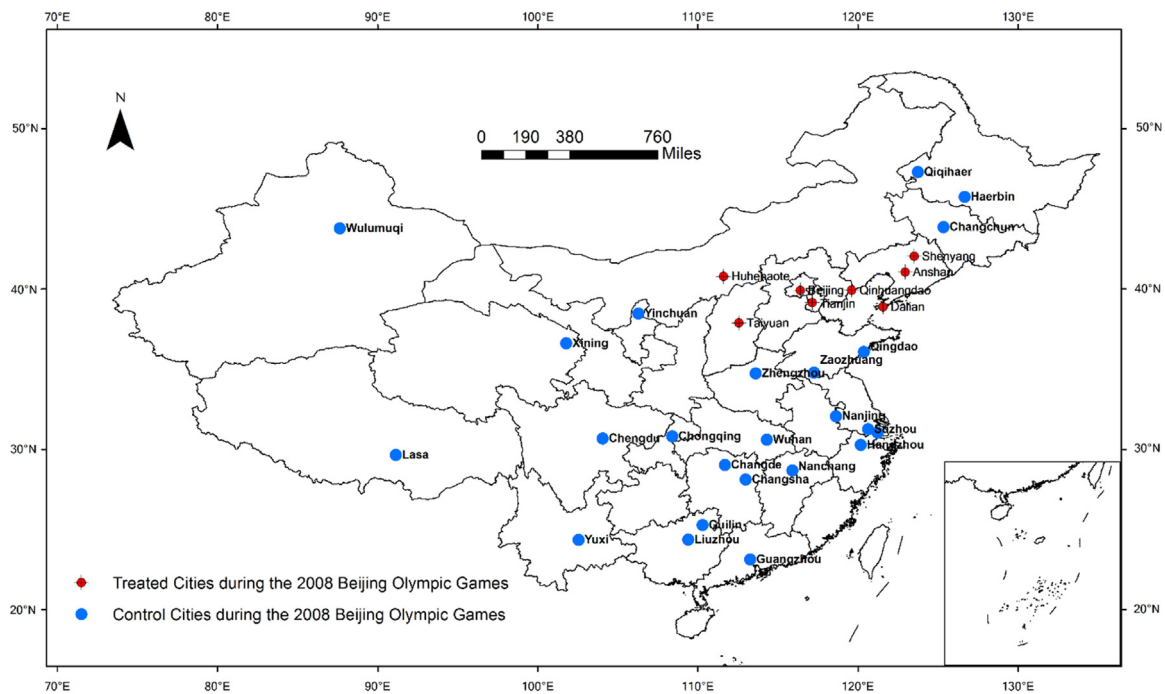 70°E 80°E 90°E 100°E 110°E 120°E 130°E
N
50°N 50°N
0 190 380 760
Miles
Qiqihaer
Haerbin
Wulumuqi
Changchun
Shenyang
Huhehaote
Anshan
40°N 40°N
Beijing
Qinhuangdao
Tianjin
Dalian
Yinchuan
Taiyuan
Xining
Qingdao
Zaozhuang
Zhengzhou
Nanjing
Suzhou
Chengdu
Chongqing
Wuhan
Hangzhou
30°N 30°N
Lasa
Changde
Nanchang
Changsha
Guilin
Yuxi
Liuzhou
Guangzhou
Treated Cities during the 2008 Beijing Olympic Games
Control Cities during the 2008 Beijing Olympic Games
20°N 20°N
70°E 80°E 90°E 100°E 110°E 120°E 130°E